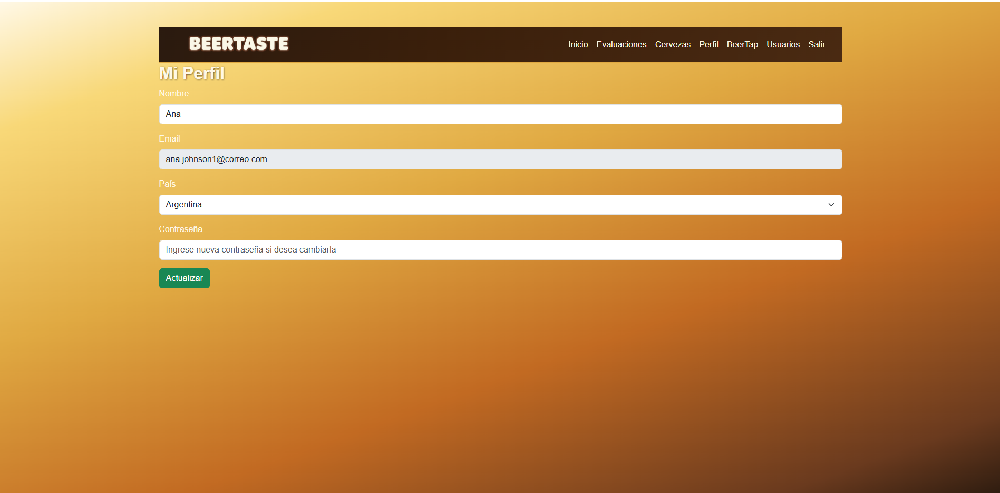 BEERTASTE
Inicio Evaluaciones Cervezas Perfil BeerTap Usuarios Salir
Mi Perfil
Nombre
Ana
Email
ana.johnson1@correo.com
País
Argentina
Contraseña
Ingrese nueva contraseña si desea cambiarla
Actualizar